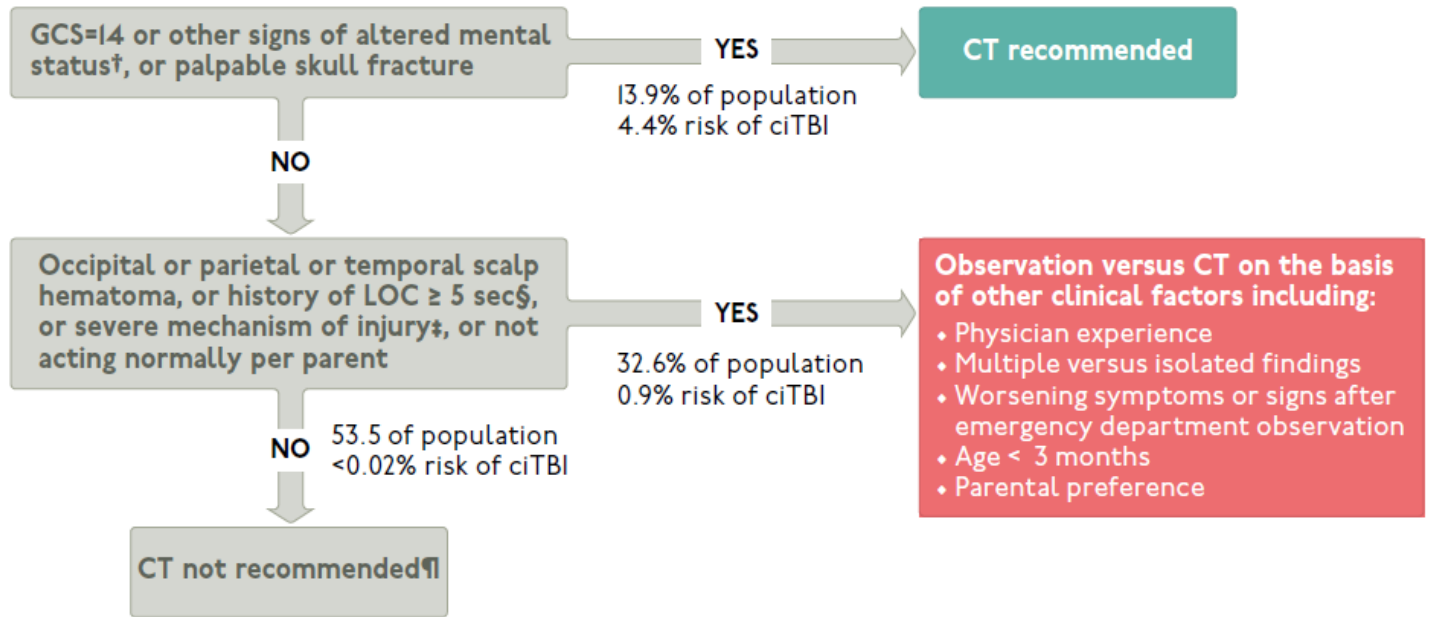 GCS=14 or other signs of altered mental
status†, or palpable skull fracture
YES
CT recommended
13.9% of population
4.4% risk of ciTBI
NO
Occipital or parietal or temporal scalp
hematoma, or history of LOC ≥ 5 sec§,
or severe mechanism of injury‡, or not
acting normally per parent
YES
32.6% of population
0.9% risk of ciTBI
Observation versus CT on the basis
of other clinical factors including:
• Physician experience
• Multiple versus isolated findings
• Worsening symptoms or signs after
emergency department observation
• Age < 3 months
• Parental preference
NO
53.5 of population
<0.02% risk of ciTBI
CT not recommended¶